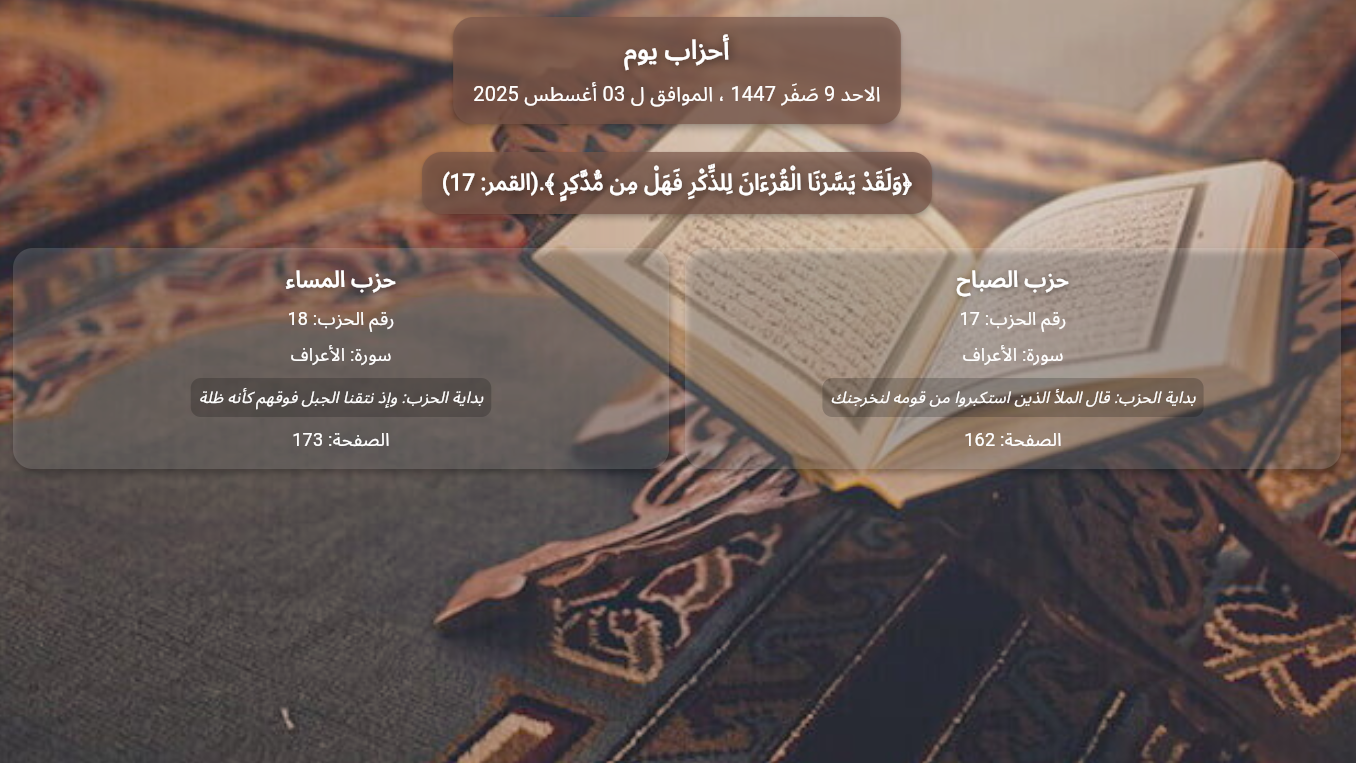 أحزاب يوم
الاحد 9 صَفَر 1447 ، الموافق ل 03 أغسطس 2025
﴿وَلَقَدْ يَسَّرْنَا الْقُرْءَانَ لِلذِّكْرِ فَهَلْ مِن مُّدَّكِرٍ ﴾.(القمر: 17)
حزب الصباح
رقم الحزب: 17
سورة: الأعراف
بداية الحزب: قال الملأ الذين استكبروا من قومه لنخرجنك
الصفحة: 162
حزب المساء
رقم الحزب: 18
سورة: الأعراف
بداية الحزب: وإذ نتقنا الجبل فوقهم كأنه ظلة
الصفحة: 173